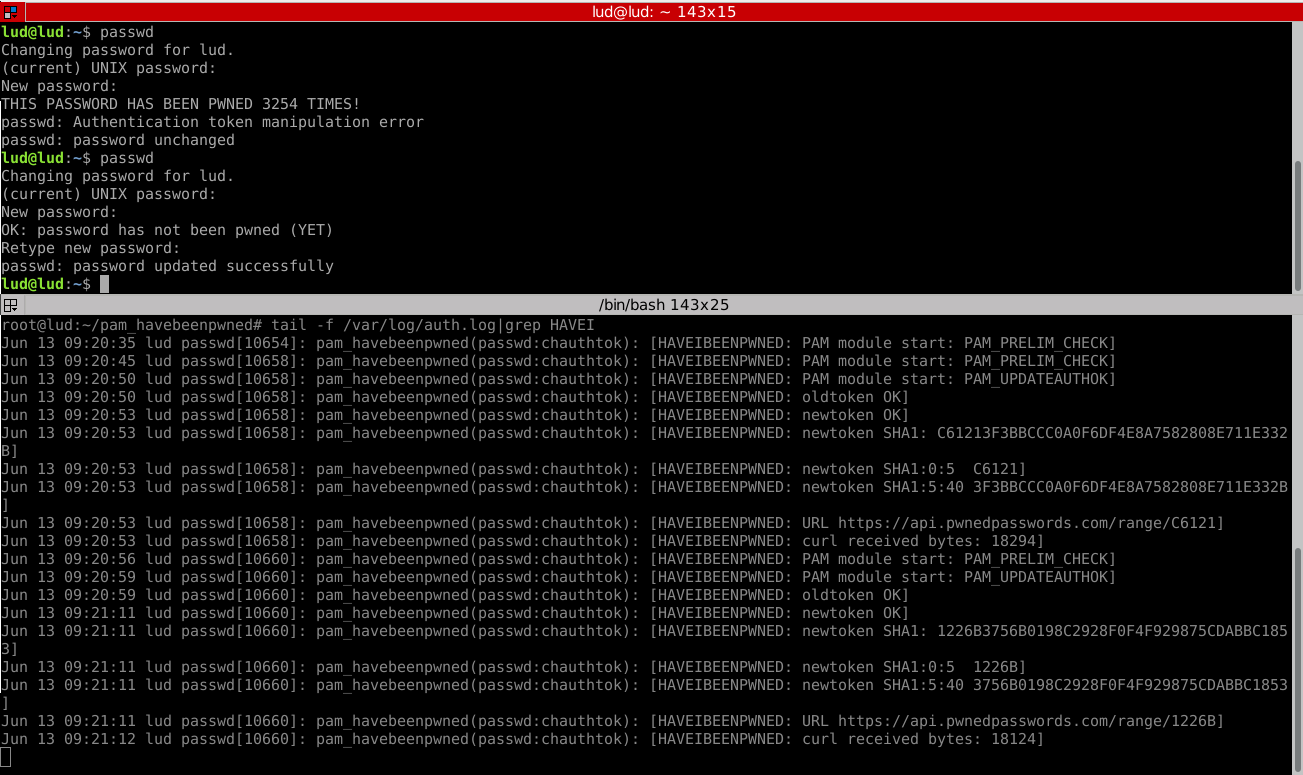 lud@lud: ~ 143x15
lud@lud:~$ passwd
Changing password for lud.
(current) UNIX password:
New password:
THIS PASSWORD HAS BEEN PWNED 3254 TIMES!
passwd: Authentication token manipulation error
passwd: password unchanged
lud@lud:~$ passwd
Changing password for lud.
(current) UNIX password:
New password:
OK: password has not been pwned (YET)
Retype new password:
passwd: password updated successfully
lud@lud:~$
/bin/bash 143x25
root@lud:~/pam_havebeenpwned# tail -f /var/log/auth.log|grep HAVEI
Jun 13 09:20:35 lud passwd[10654]: pam_havebeenpwned(passwd:chauthtok): [HAVEIBEENPWNED: PAM module start: PAM_PRELIM_CHECK]
Jun 13 09:20:45 lud passwd[10658]: pam_havebeenpwned(passwd:chauthtok): [HAVEIBEENPWNED: PAM module start: PAM_PRELIM_CHECK]
Jun 13 09:20:50 lud passwd[10658]: pam_havebeenpwned(passwd:chauthtok): [HAVEIBEENPWNED: PAM module start: PAM_UPDATEAUTHOK]
Jun 13 09:20:50 lud passwd[10658]: pam_havebeenpwned(passwd:chauthtok): [HAVEIBEENPWNED: oldtoken OK]
Jun 13 09:20:53 lud passwd[10658]: pam_havebeenpwned(passwd:chauthtok): [HAVEIBEENPWNED: newtoken OK]
Jun 13 09:20:53 lud passwd[10658]: pam_havebeenpwned(passwd:chauthtok): [HAVEIBEENPWNED: newtoken SHA1: C61213F3BBCCC0A0F6DF4E8A7582808E711E332
B]
Jun 13 09:20:53 lud passwd[10658]: pam_havebeenpwned(passwd:chauthtok): [HAVEIBEENPWNED: newtoken SHA1:0:5  C6121]
Jun 13 09:20:53 lud passwd[10658]: pam_havebeenpwned(passwd:chauthtok): [HAVEIBEENPWNED: newtoken SHA1:5:40 3F3BBCCC0A0F6DF4E8A7582808E711E332B
]
Jun 13 09:20:53 lud passwd[10658]: pam_havebeenpwned(passwd:chauthtok): [HAVEIBEENPWNED: URL https://api.pwnedpasswords.com/range/C6121]
Jun 13 09:20:53 lud passwd[10658]: pam_havebeenpwned(passwd:chauthtok): [HAVEIBEENPWNED: curl received bytes: 18294]
Jun 13 09:20:56 lud passwd[10660]: pam_havebeenpwned(passwd:chauthtok): [HAVEIBEENPWNED: PAM module start: PAM_PRELIM_CHECK]
Jun 13 09:20:59 lud passwd[10660]: pam_havebeenpwned(passwd:chauthtok): [HAVEIBEENPWNED: PAM module start: PAM_UPDATEAUTHOK]
Jun 13 09:20:59 lud passwd[10660]: pam_havebeenpwned(passwd:chauthtok): [HAVEIBEENPWNED: oldtoken OK]
Jun 13 09:21:11 lud passwd[10660]: pam_havebeenpwned(passwd:chauthtok): [HAVEIBEENPWNED: newtoken OK]
Jun 13 09:21:11 lud passwd[10660]: pam_havebeenpwned(passwd:chauthtok): [HAVEIBEENPWNED: newtoken SHA1: 1226B3756B0198C2928F0F4F929875CDABBC185
3]
Jun 13 09:21:11 lud passwd[10660]: pam_havebeenpwned(passwd:chauthtok): [HAVEIBEENPWNED: newtoken SHA1:0:5  1226B]
Jun 13 09:21:11 lud passwd[10660]: pam_havebeenpwned(passwd:chauthtok): [HAVEIBEENPWNED: newtoken SHA1:5:40 3756B0198C2928F0F4F929875CDABBC1853
]
Jun 13 09:21:11 lud passwd[10660]: pam_havebeenpwned(passwd:chauthtok): [HAVEIBEENPWNED: URL https://api.pwnedpasswords.com/range/1226B]
Jun 13 09:21:12 lud passwd[10660]: pam_havebeenpwned(passwd:chauthtok): [HAVEIBEENPWNED: curl received bytes: 18124]